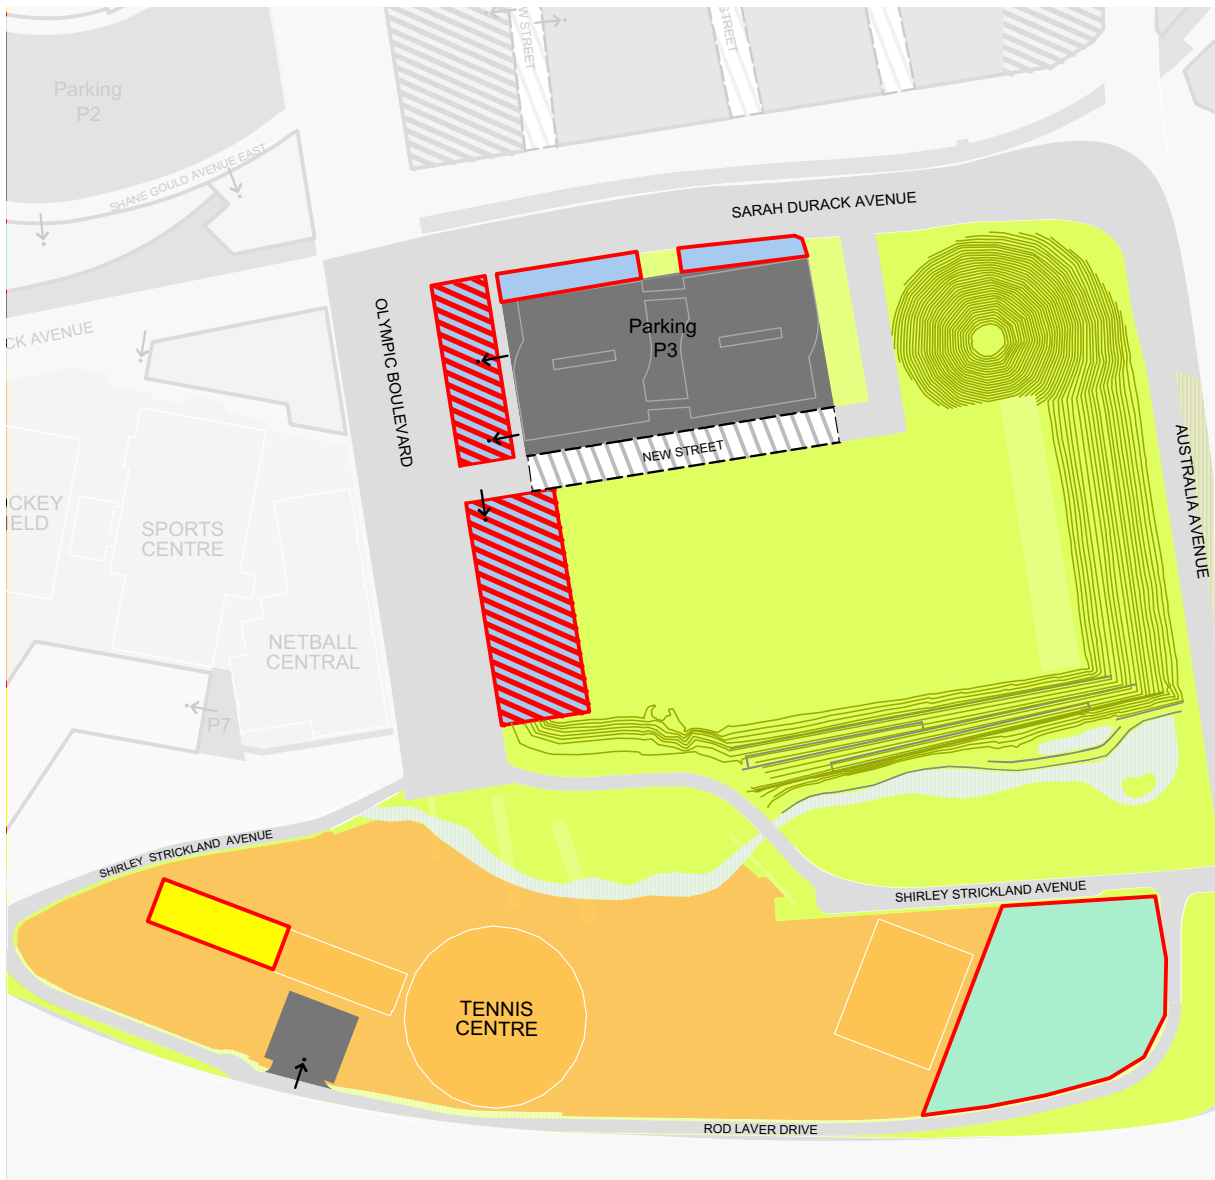 W STREET
STREET
Parking
P2
SHANE GOULD AVENUE EAST
SARAH DURACK AVENUE
OLYMPIC BOULEVARD
Parking
P3
CK AVENUE
NEW STREET
AUSTRALIA AVENUE
CKEY
IELD
SPORTS
CENTRE
NETBALL
CENTRAL
P7
SHIRLEY STRICKLAND AVENUE
SHIRLEY STRICKLAND AVENUE
TENNIS
CENTRE
ROD LAVER DRIVE